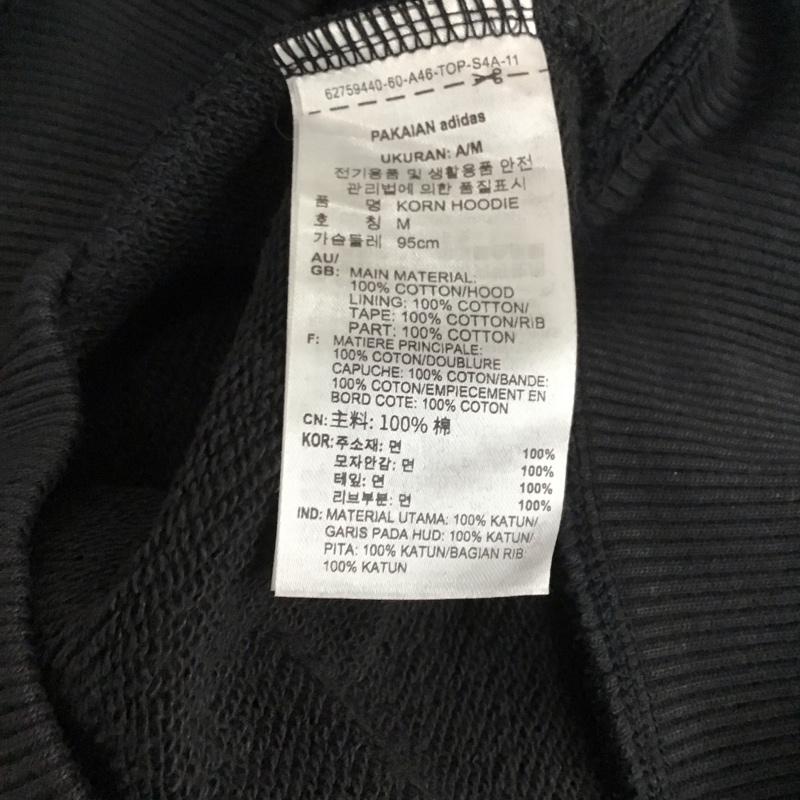 62759440-60-A46-TOP-S4A-11
PAKAIAN adidas
UKURAN: A/M
전기용품 및 생활용품 안전
관리법에 의한 품질표시
품 명 KORN HOODIE
호 칭 M
가슴둘레 95cm
AU/
GB: MAIN MATERIAL:
100% COTTON/HOOD
LINING: 100% COTTON/
TAPE: 100% COTTON/RIB
PART: 100% COTTON
F: MATIERE PRINCIPALE:
100% COTON/DOUBLURE
CAPUCHE: 100% COTON/BANDE:
100% COTON/EMPIECEMENT EN
BORD COTE: 100% COTON
CN: 主料: 100% 棉
KOR: 주소재: 면 100%
모자안감: 면 100%
테잎: 면 100%
리브부분: 면 100%
IND: MATERIAL UTAMA: 100% KATUN/
GARIS PADA HUD: 100% KATUN/
PITA: 100% KATUN/BAGIAN RIB:
100% KATUN